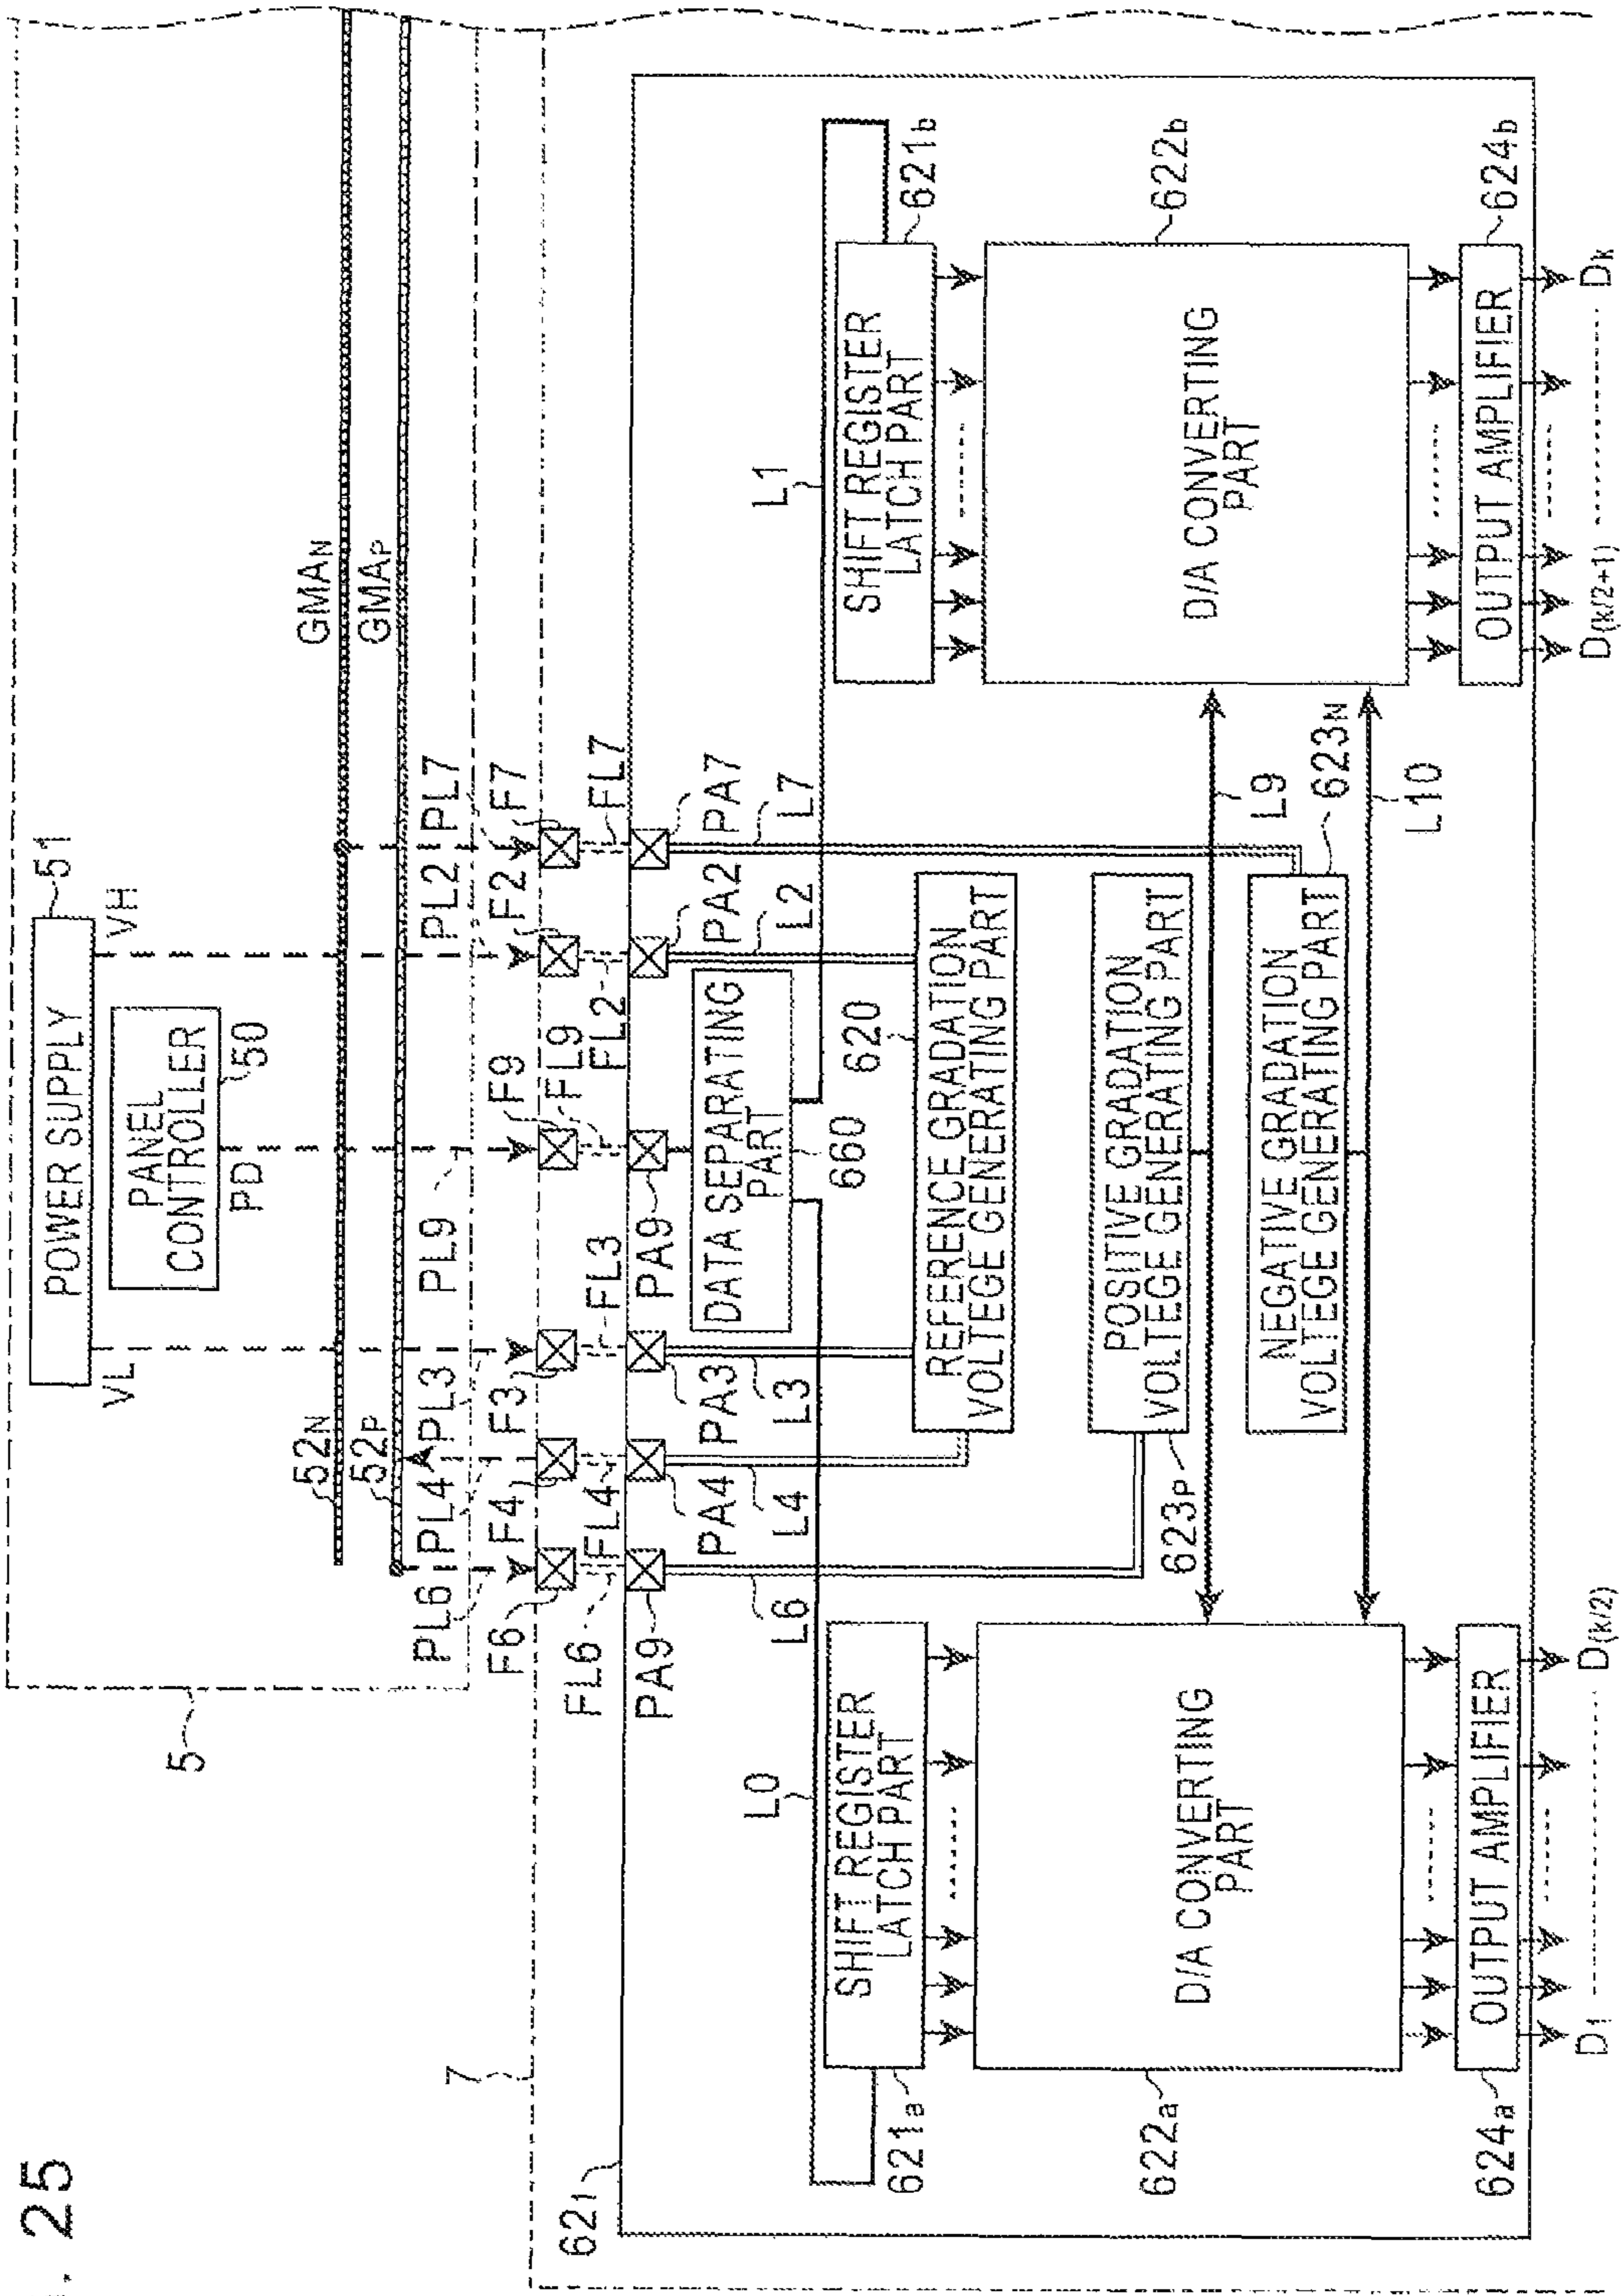 . 25
5
POWER SUPPLY
51
VL
VH
PANEL
CONTROLLER
50
PD
52N
52P
GMAN
GMAP
PL6
PL4
PL3
PL9
PL2
PL7
F6
F4
F3
F9
F2
F7
7
FL6
FL4
FL3
FL9
FL2
FL7
621
PA9
PA4
PA3
PA9
PA2
PA7
L6
L4
L3
L2
L7
DATA SEPARATING
PART
660
L0
L1
SHIFT REGISTER
LATCH PART
621a
SHIFT REGISTER
LATCH PART
621b
620
REFERENCE GRADATION
VOLTEGE GENERATING PART
D/A CONVERTING
PART
622a
D/A CONVERTING
PART
622b
623P
POSITIVE GRADATION
VOLTEGE GENERATING PART
L9
NEGATIVE GRADATION
VOLTEGE GENERATING PART
623N
L10
OUTPUT AMPLIFIER
624a
OUTPUT AMPLIFIER
624b
D1
D(k/2)
D(k/2+1)
Dk